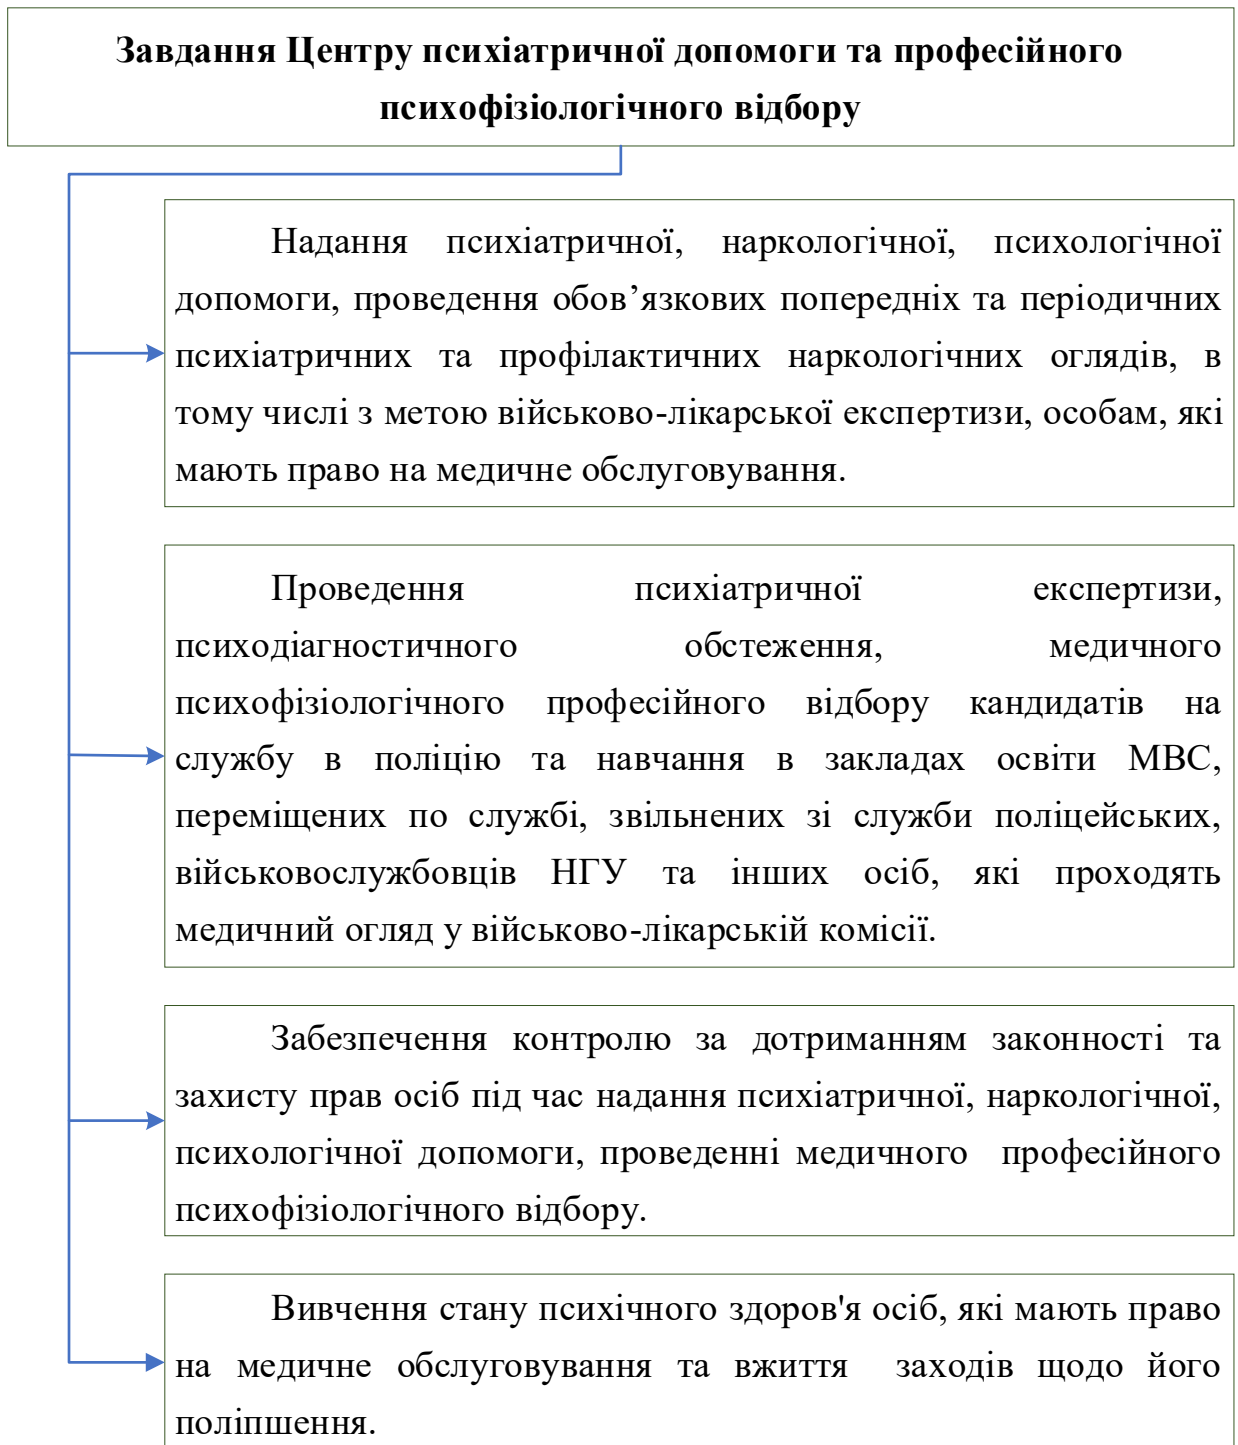 Завдання Центру психіатричної допомоги та професійного
психофізіологічного відбору
Надання психіатричної, наркологічної, психологічної
допомоги, проведення обов’язкових попередніх та періодичних
психіатричних та профілактичних наркологічних оглядів, в
тому числі з метою військово-лікарської експертизи, особам, які
мають право на медичне обслуговування.
Проведення психіатричної експертизи,
психодіагностичного обстеження, медичного
психофізіологічного професійного відбору кандидатів на
службу в поліцію та навчання в закладах освіти МВС,
переміщених по службі, звільнених зі служби поліцейських,
військовослужбовців НГУ та інших осіб, які проходять
медичний огляд у військово-лікарській комісії.
Забезпечення контролю за дотриманням законності та
захисту прав осіб під час надання психіатричної, наркологічної,
психологічної допомоги, проведенні медичного професійного
психофізіологічного відбору.
Вивчення стану психічного здоров'я осіб, які мають право
на медичне обслуговування та вжиття заходів щодо його
поліпшення.